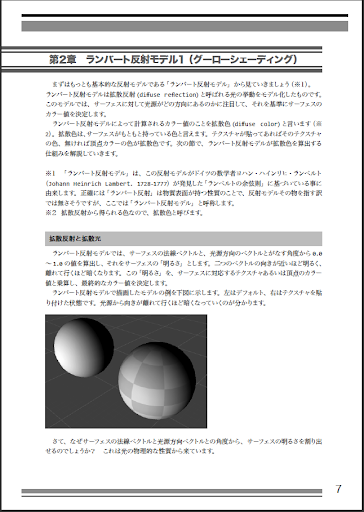 第2章　ランバート反射モデル1（グーローシェーディング）
まずはもっとも基本的な反射モデルである「ランバート反射モデル」から見ていきましょう（※1）。
ランバート反射モデルは拡散反射（diffuse reflection）と呼ばれる光の挙動をモデル化したものです。
このモデルでは、サーフェスに対して光源がどの方向にあるのかに注目して、それを基準にサーフェスの
カラー値を決定します。
ランバート反射モデルによって計算されるカラー値のことを拡散色（diffuse color）と言います（※
2）。拡散色は、サーフェスがもともと持っている色と言えます。テクスチャが貼ってあればそのテクスチャ
の色、無ければ頂点カラーの色が拡散色です。次の節で、ランバート反射モデルが拡散色を算出する
仕組みを解説していきます。
※1　「ランバート反射モデル」は、この反射モデルがドイツの数学者ヨハン・ハインリヒ・ランベルト
（Johann Heinrich Lambert、1728-1777）が発見した「ランベルトの余弦則」に基づいている事に
由来します。正確には「ランバート反射」は物質表面が持つ性質のことで、反射モデルその物を指す訳
では無さそうですが、ここでは「ランバート反射モデル」と呼称します。
※2　拡散反射から得られる色なので、拡散色と呼びます。
拡散反射と拡散光
ランバート反射モデルでは、サーフェスの法線ベクトルと、光源方向のベクトルとがなす角度から0.0
～1.0の値を算出し、それをサーフェスの「明るさ」とします。二つのベクトルの向きが近いほど明るく、
離れて行くほど暗くなります。この「明るさ」を、サーフェスに対応するテクスチャあるいは頂点のカラー
値と乗算し、最終的なカラー値を決定します。
ランバート反射モデルで描画したモデルの例を下図に示します。左はデフォルト、右はテクスチャを貼
り付けた状態です。光源から向きが離れて行くほど暗くなっていくのが分かります。
さて、なぜサーフェスの法線ベクトルと光源方向ベクトルとの角度から、サーフェスの明るさを割り出
せるのでしょうか？　これは光の物理的な性質から来ています。
7